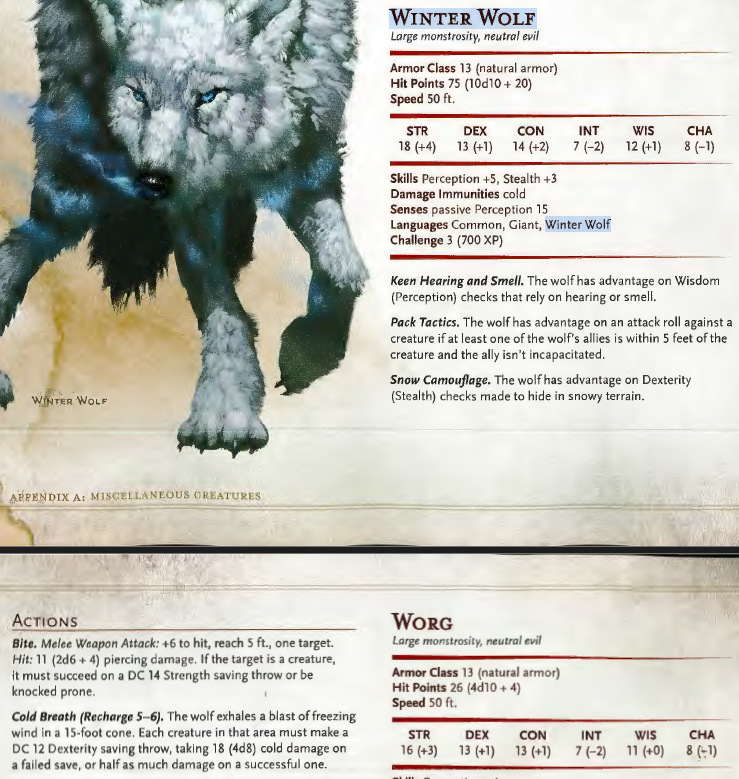 WINTER WOLF
Large monstrosity, neutral evil
Armor Class 13 (natural armor)
Hit Points 75 (10d10 + 20)
Speed 50 ft.
STR DEX CON INT WIS CHA
18 (+4) 13 (+1) 14 (+2) 7 (−2) 12 (+1) 8 (−1)
Skills Perception +5, Stealth +3
Damage Immunities cold
Senses passive Perception 15
Languages Common, Giant, Winter Wolf
Challenge 3 (700 XP)
Keen Hearing and Smell. The wolf has advantage on Wisdom
(Perception) checks that rely on hearing or smell.
Pack Tactics. The wolf has advantage on an attack roll against a
creature if at least one of the wolf's allies is within 5 feet of the
creature and the ally isn't incapacitated.
Snow Camouflage. The wolf has advantage on Dexterity
(Stealth) checks made to hide in snowy terrain.
WINTER WOLF
APPENDIX A: MISCELLANEOUS CREATURES
ACTIONS
Bite. Melee Weapon Attack: +6 to hit, reach 5 ft., one target.
Hit: 11 (2d6 + 4) piercing damage. If the target is a creature,
it must succeed on a DC 14 Strength saving throw or be
knocked prone.
Cold Breath (Recharge 5–6). The wolf exhales a blast of freezing
wind in a 15-foot cone. Each creature in that area must make a
DC 12 Dexterity saving throw, taking 18 (4d8) cold damage on
a failed save, or half as much damage on a successful one.
WORG
Large monstrosity, neutral evil
Armor Class 13 (natural armor)
Hit Points 26 (4d10 + 4)
Speed 50 ft.
STR DEX CON INT WIS CHA
16 (+3) 13 (+1) 13 (+1) 7 (−2) 11 (+0) 8 (−1)